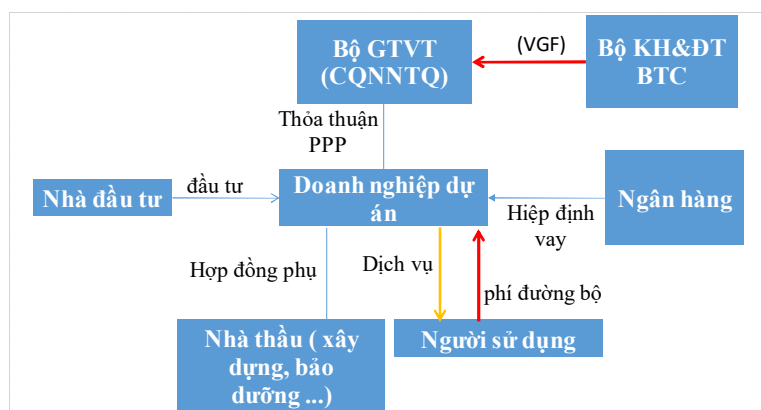 Bộ GTVT
(CQNNTQ)
(VGF)
Bộ KH&ĐT
BTC
Thỏa thuận
PPP
Nhà đầu tư
đầu tư
Doanh nghiệp dự
án
Hiệp định
vay
Ngân hàng
Hợp đồng phụ
Dịch vụ
phí đường bộ
Nhà thầu ( xây
dựng, bảo
dưỡng ...)
Người sử dụng